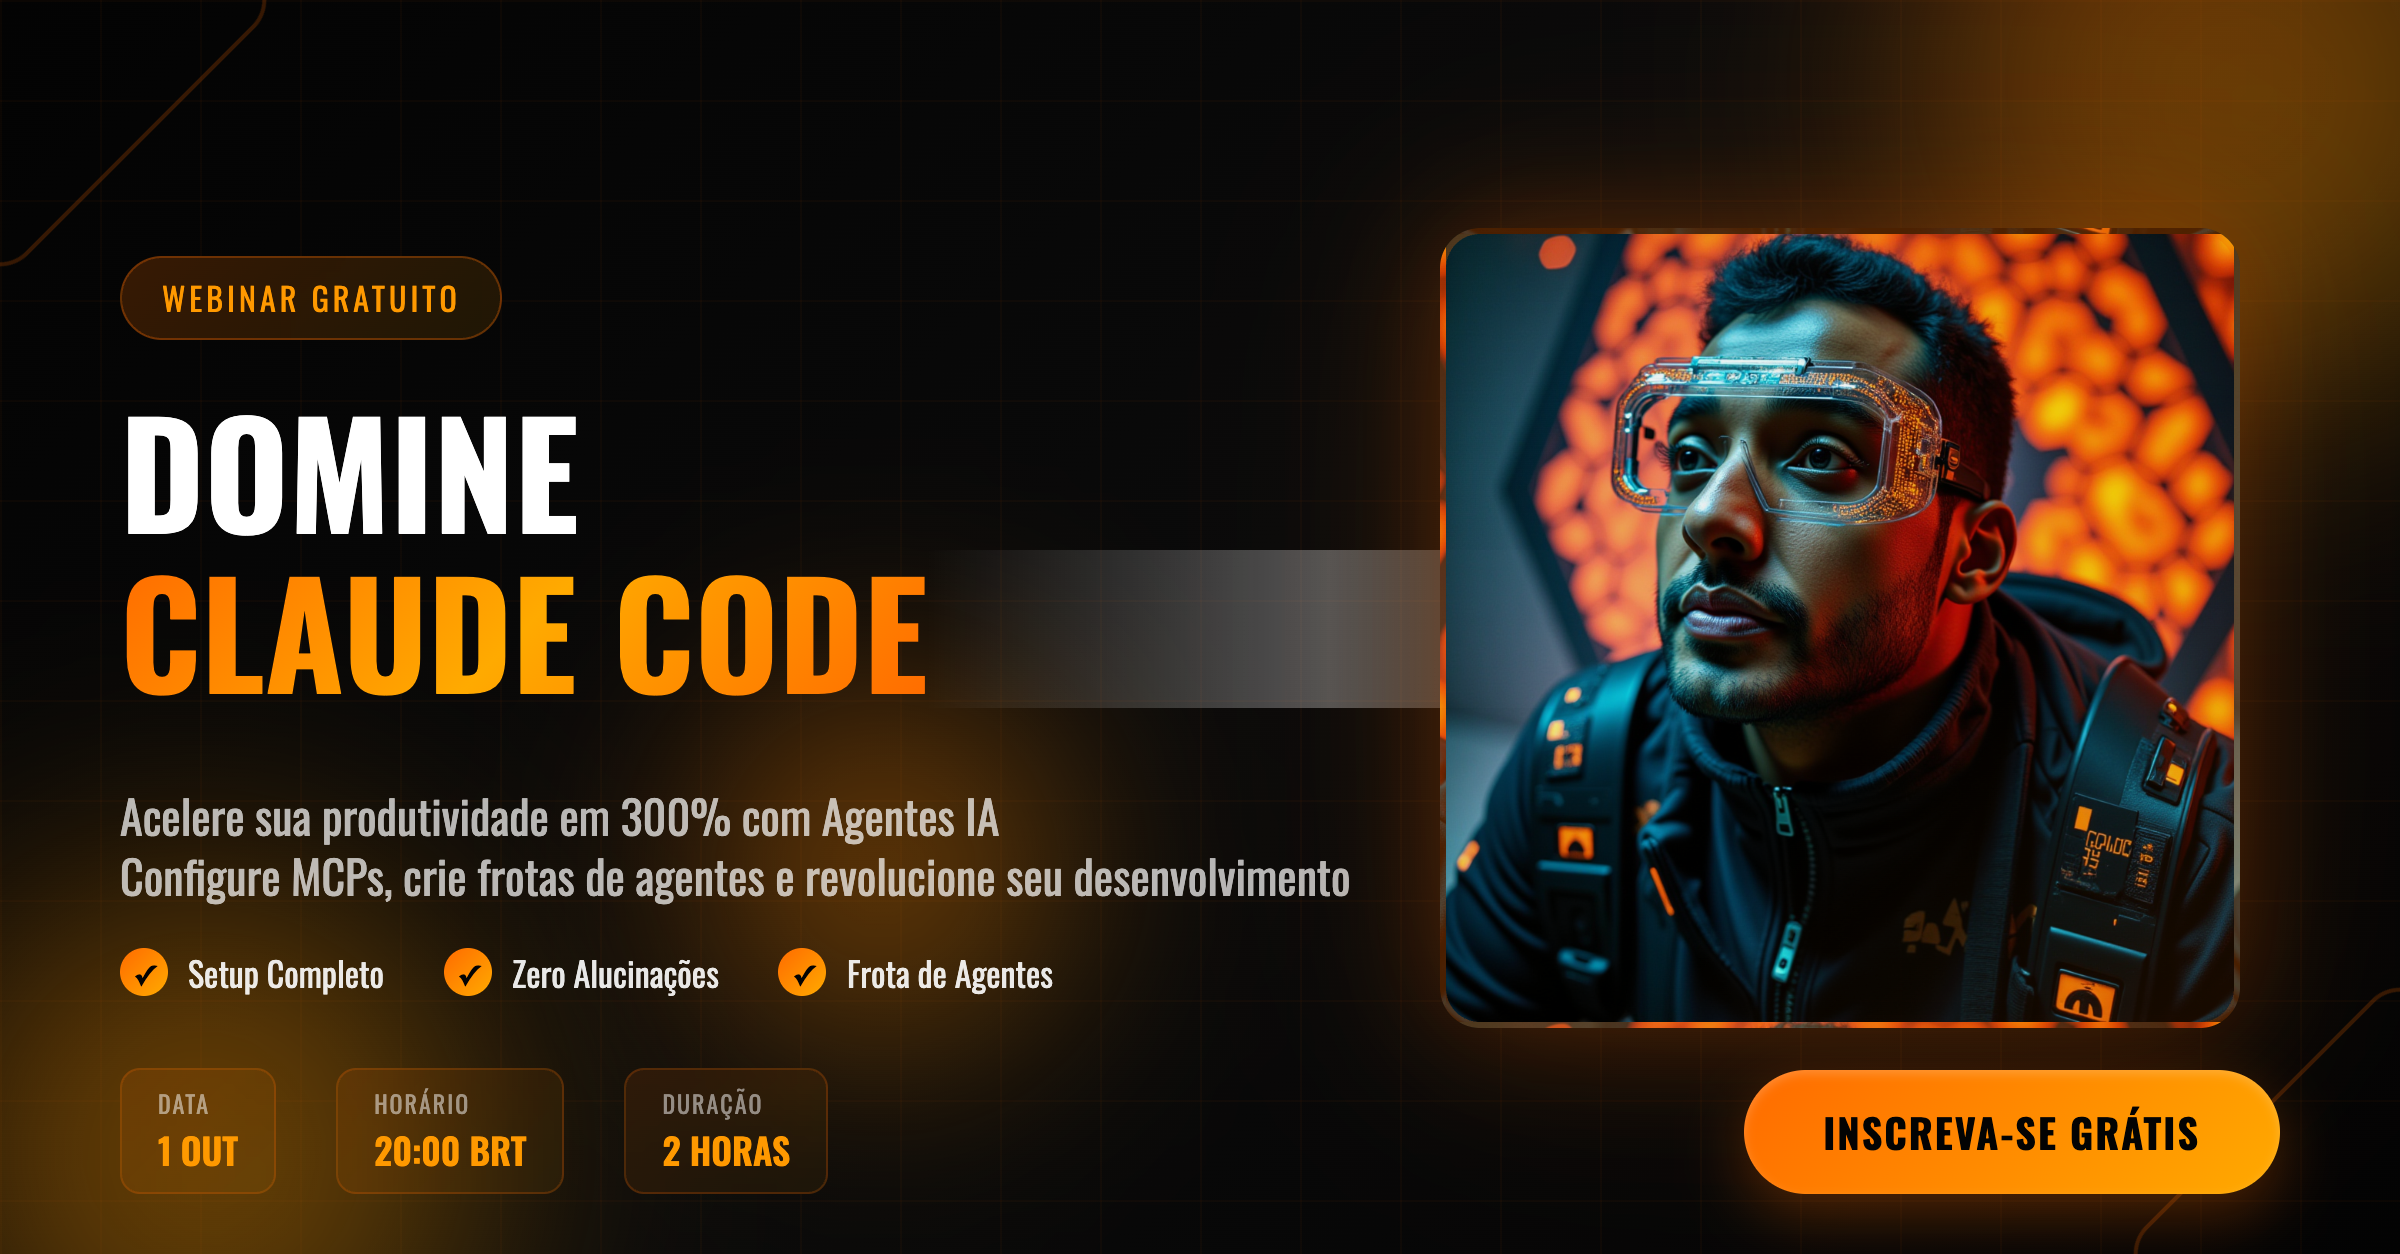 WEBINAR GRATUITO
DOMINE
CLAUDE CODE
Acelere sua produtividade em 300% com Agentes IA
Configure MCPs, crie frotas de agentes e revolucione seu desenvolvimento
✓ Setup Completo ✓ Zero Alucinações ✓ Frota de Agentes
DATA
1 OUT
HORÁRIO
20:00 BRT
DURAÇÃO
2 HORAS
INSCREVA-SE GRÁTIS